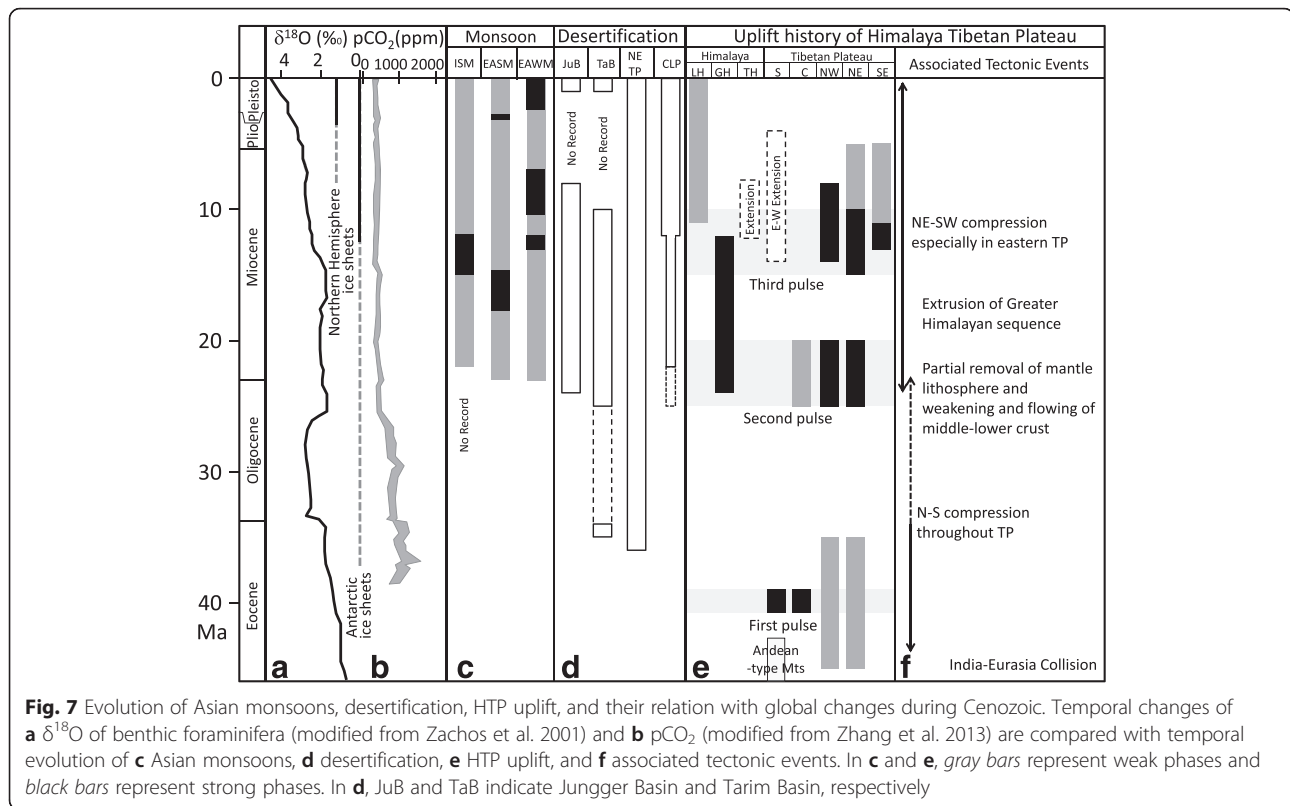 δ18O (‰) pCO2(ppm) Monsoon Desertification Uplift history of Himalaya Tibetan Plateau
4 2 0 0 1000 2000 ISM EASM EAWM JuB TaB NE TP CLP Himalaya Tibetan Plateau Associated Tectonic Events
LH GH TH S C NW NE SE
0
10
20
30
40
Ma
Pleisto
Plio
Miocene
Oligocene
Eocene
Northern Hemisphere
ice sheets
Antarctic
ice sheets
No Record
No Record
No Record
Extension
E-W Extension
Third pulse
Second pulse
First pulse
Andean
-type Mts
NE-SW compression
especially in eastern TP
Extrusion of Greater
Himalayan sequence
Partial removal of mantle
lithosphere and
weakening and flowing of
middle-lower crust
N-S compression
throughout TP
India-Eurasia Collision
a b c d e f
Fig. 7 Evolution of Asian monsoons, desertification, HTP uplift, and their relation with global changes during Cenozoic. Temporal changes of
a δ18O of benthic foraminifera (modified from Zachos et al. 2001) and b pCO2 (modified from Zhang et al. 2013) are compared with temporal
evolution of c Asian monsoons, d desertification, e HTP uplift, and f associated tectonic events. In c and e, gray bars represent weak phases and
black bars represent strong phases. In d, JuB and TaB indicate Jungger Basin and Tarim Basin, respectively